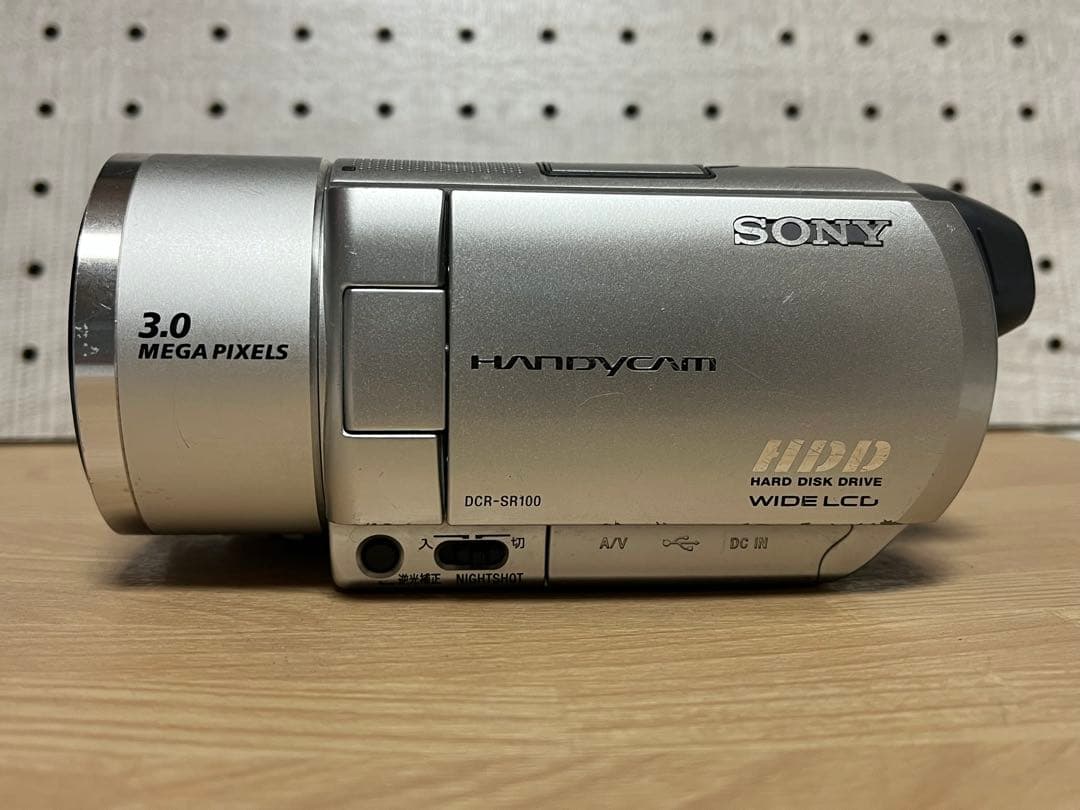 SONY
3.0
MEGA PIXELS
HANDYCAM
HDD
HARD DISK DRIVE
DCR-SR100
WIDE LCD
入 切
A/V DC IN
逆光補正 NIGHTSHOT